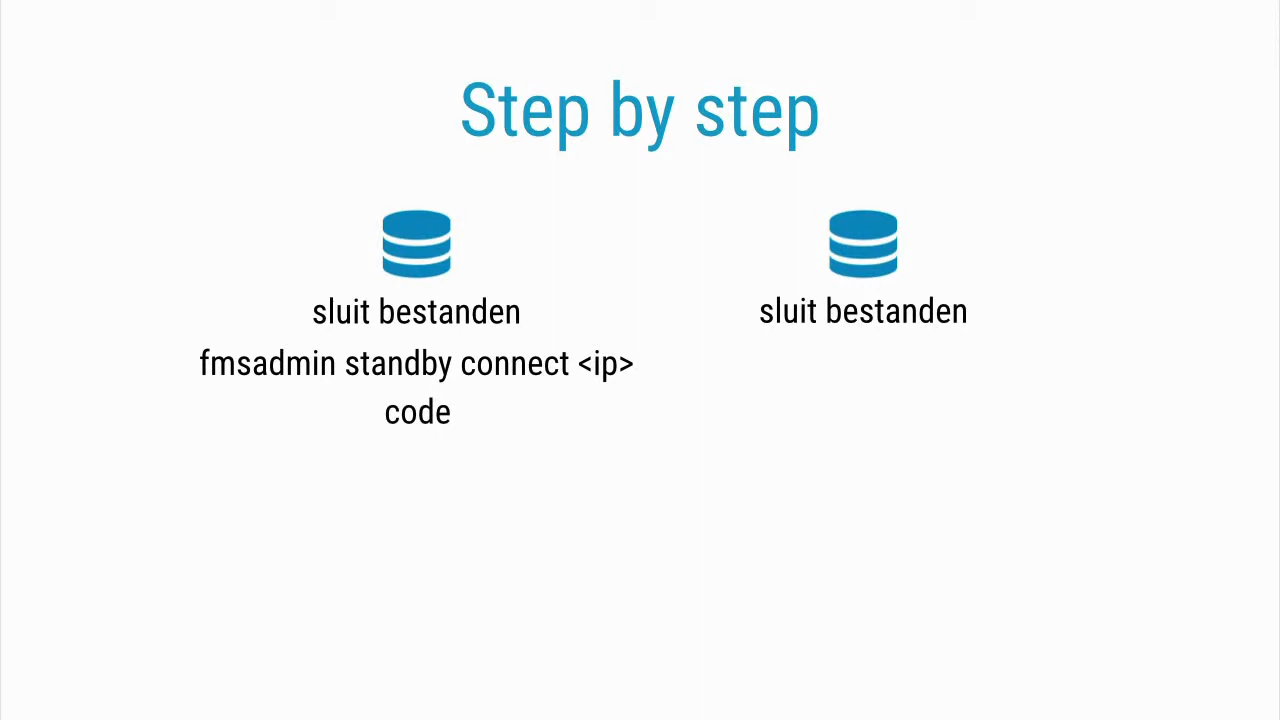 Step by step
sluit bestanden
fmsadmin standby connect <ip>
code
sluit bestanden